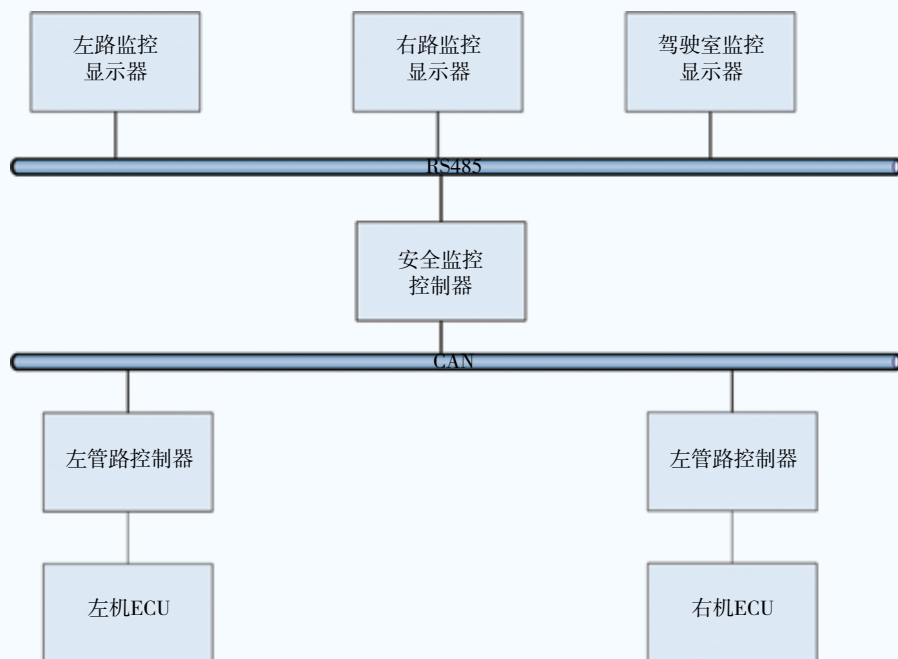 左路监控
显示器
右路监控
显示器
驾驶室监控
显示器
RS485
安全监控
控制器
CAN
左管路控制器
左管路控制器
左机ECU
右机ECU